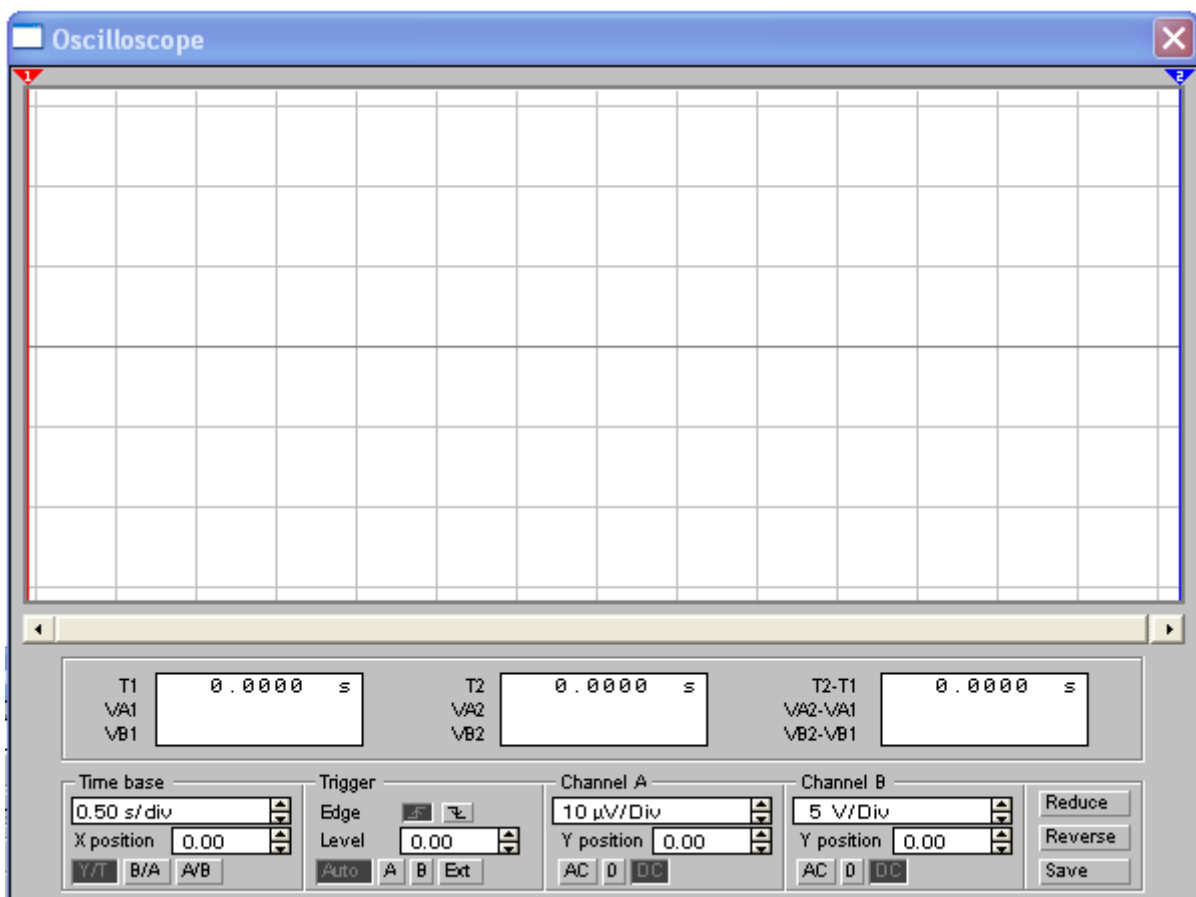 Oscilloscope
1 2
T1 0.0000 s T2 0.0000 s T2-T1 0.0000 s
VA1 VA2 VA2-VA1
VB1 VB2 VB2-VB1
Time base Trigger Channel A Channel B
0.50 s/div Edge 10 µV/Div 5 V/Div Reduce
X position 0.00 Level 0.00 Y position 0.00 Y position 0.00 Reverse
Y/T B/A A/B Auto A B Ext AC 0 DC AC 0 DC Save